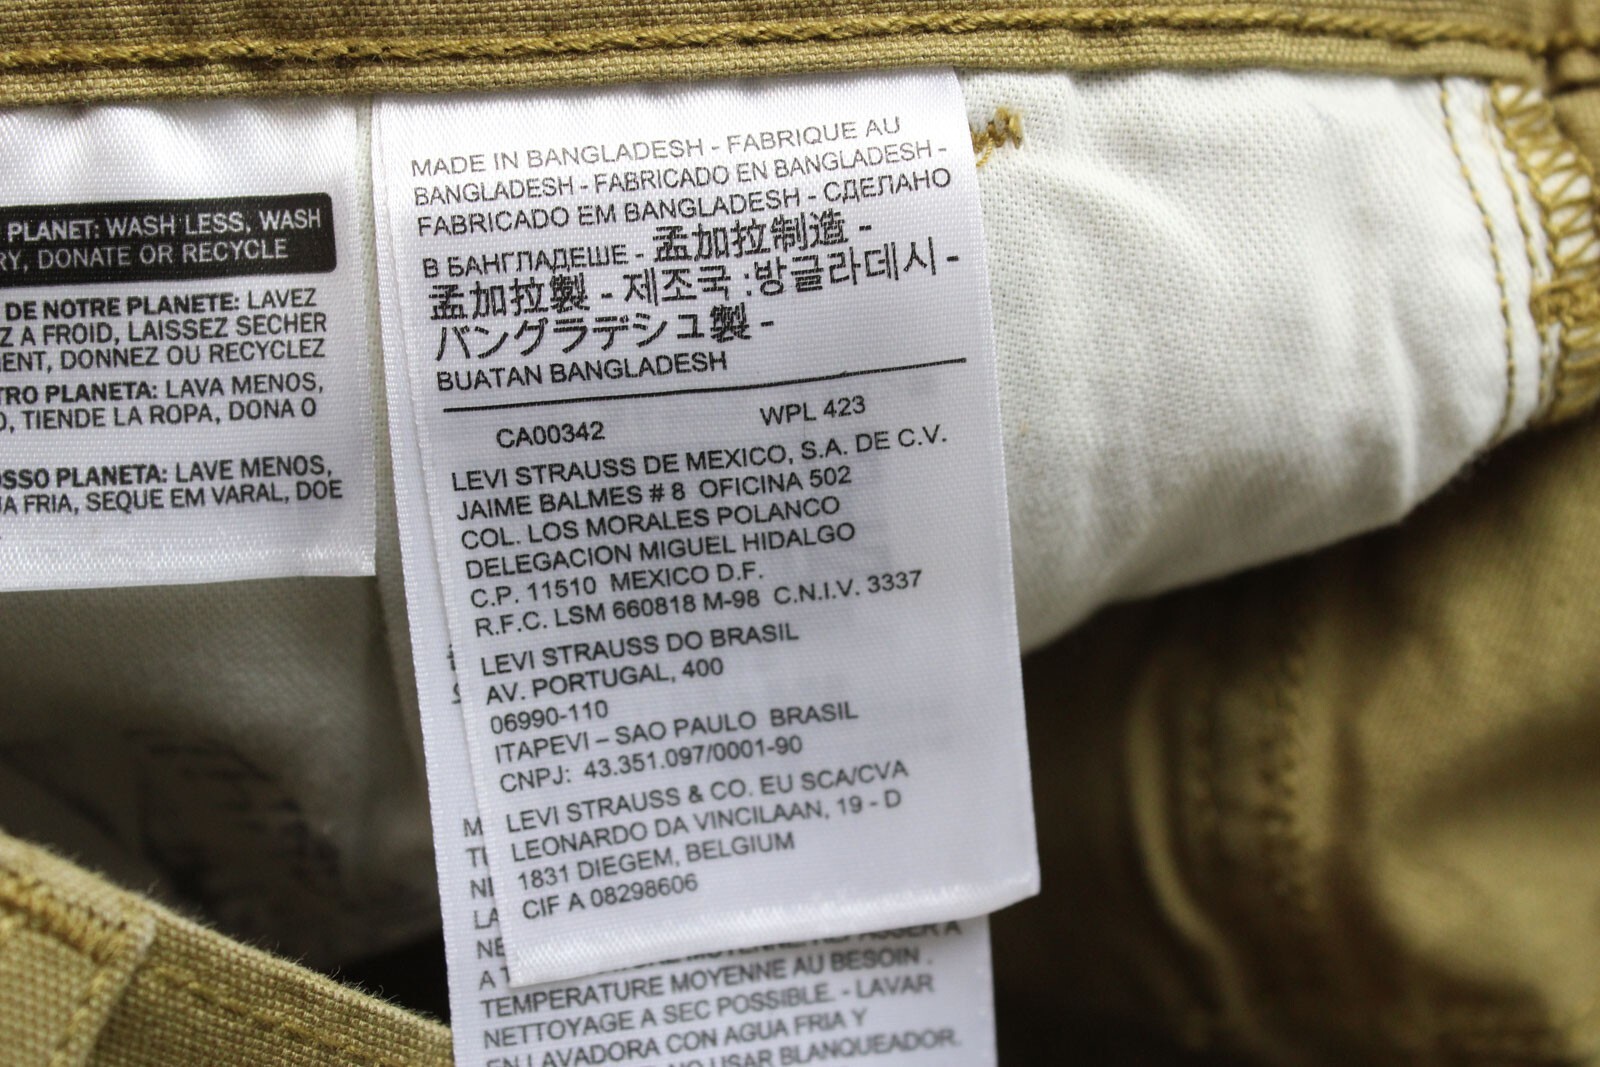 PLANET: WASH LESS, WASH
RY, DONATE OR RECYCLE
DE NOTRE PLANETE: LAVEZ
Z A FROID, LAISSEZ SECHER
MENT, DONNEZ OU RECYCLEZ
TRO PLANETA: LAVA MENOS,
O, TIENDE LA ROPA, DONA O
OSSO PLANETA: LAVE MENOS,
UA FRIA, SEQUE EM VARAL, DOE
MADE IN BANGLADESH - FABRIQUE AU
BANGLADESH - FABRICADO EN BANGLADESH -
FABRICADO EM BANGLADESH - СДЕЛАНО
В БАНГЛАДЕШЕ - 孟加拉制造 -
孟加拉製 - 제조국 :방글라데시 -
バングラデシュ製 -
BUATAN BANGLADESH
CA00342 WPL 423
LEVI STRAUSS DE MEXICO, S.A. DE C.V.
JAIME BALMES # 8 OFICINA 502
COL. LOS MORALES POLANCO
DELEGACION MIGUEL HIDALGO
C.P. 11510 MEXICO D.F.
R.F.C. LSM 660818 M-98 C.N.I.V. 3337
LEVI STRAUSS DO BRASIL
AV. PORTUGAL, 400
06990-110
ITAPEVI – SAO PAULO BRASIL
CNPJ: 43.351.097/0001-90
LEVI STRAUSS & CO. EU SCA/CVA
LEONARDO DA VINCILAAN, 19 - D
1831 DIEGEM, BELGIUM
CIF A 08298606
MOYENNE REPASSER A
TEMPERATURE MOYENNE AU BESOIN .
NETTOYAGE A SEC POSSIBLE. - LAVAR
EN LAVADORA CON AGUA FRIA Y
NO USAR BLANQUEADOR.